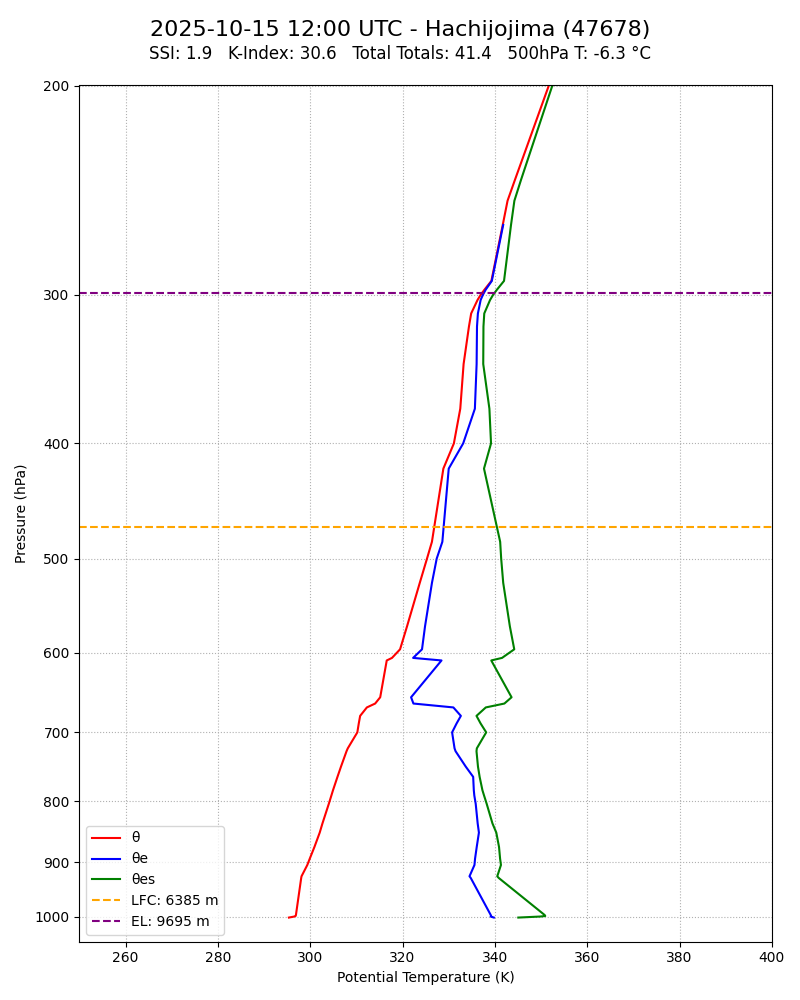 2025-10-15 12:00 UTC - Hachijojima (47678)
SSI: 1.9   K-Index: 30.6   Total Totals: 41.4   500hPa T: -6.3 °C
200
300
400
500
600
700
800
900
1000
Pressure (hPa)
θ
θe
θes
LFC: 6385 m
EL: 9695 m
260
280
300
320
340
360
380
400
Potential Temperature (K)